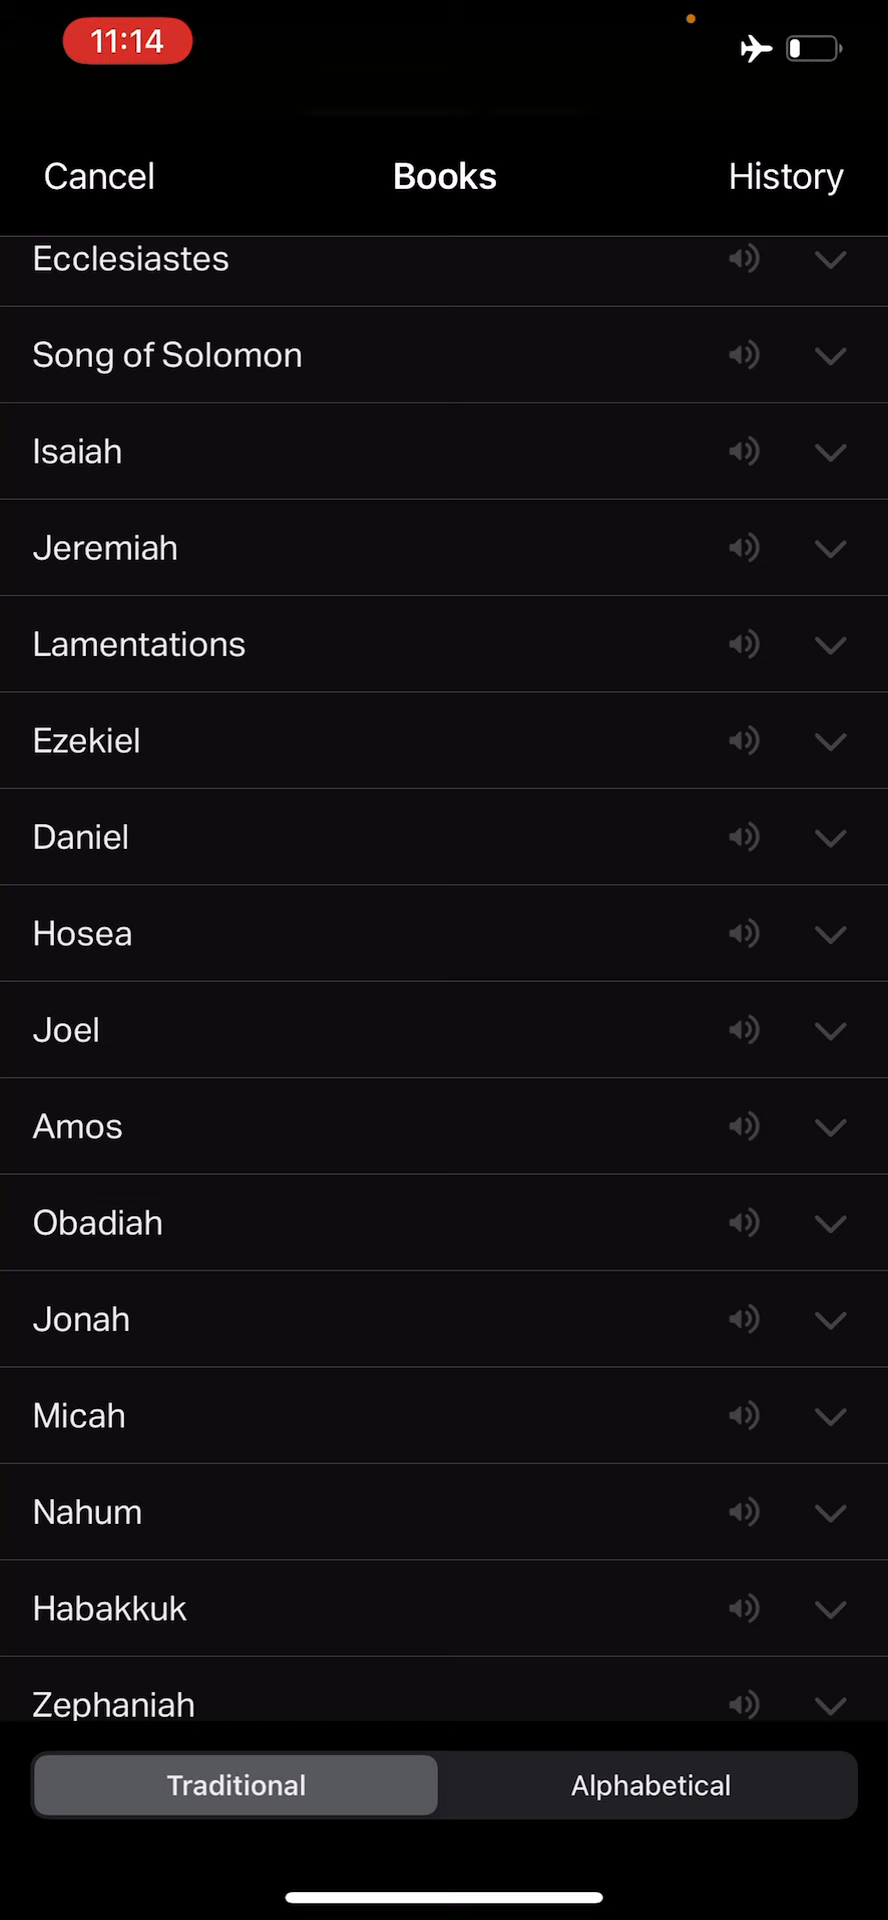 11:14
Cancel Books History
Ecclesiastes
Song of Solomon
Isaiah
Jeremiah
Lamentations
Ezekiel
Daniel
Hosea
Joel
Amos
Obadiah
Jonah
Micah
Nahum
Habakkuk
Zephaniah
Traditional Alphabetical